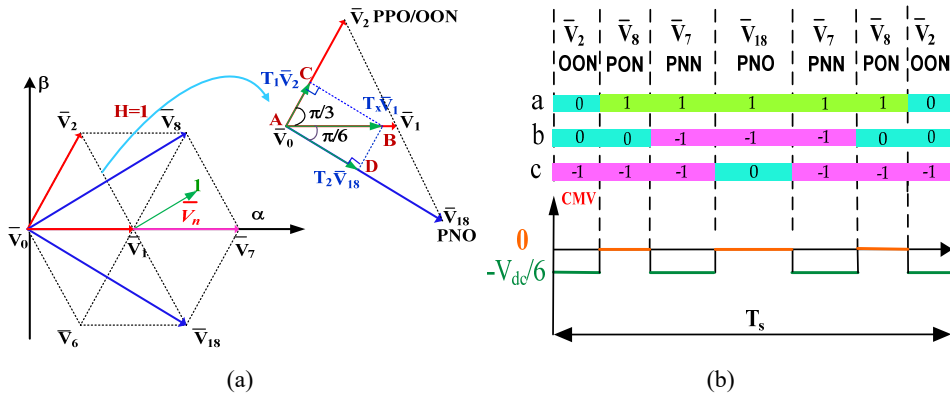 V̄2 PPO/OON
β
H=1
V̄2
V̄8
C
T1V̄2
TxV̄1
A
π/3
V̄1
V̄0
π/6
B
D
T2V̄18
1
V̄n
α
V̄0
V̄1
V̄7
V̄18
PNO
V̄6
V̄18
(a)
V̄2 V̄8 V̄7 V̄18 V̄7 V̄8 V̄2
OON PON PNN PNO PNN PON OON
a 0 1 1 1 1 1 0
b 0 0 -1 -1 -1 0 0
c -1 -1 -1 0 -1 -1 -1
CMV
0
-Vdc/6
Ts
(b)